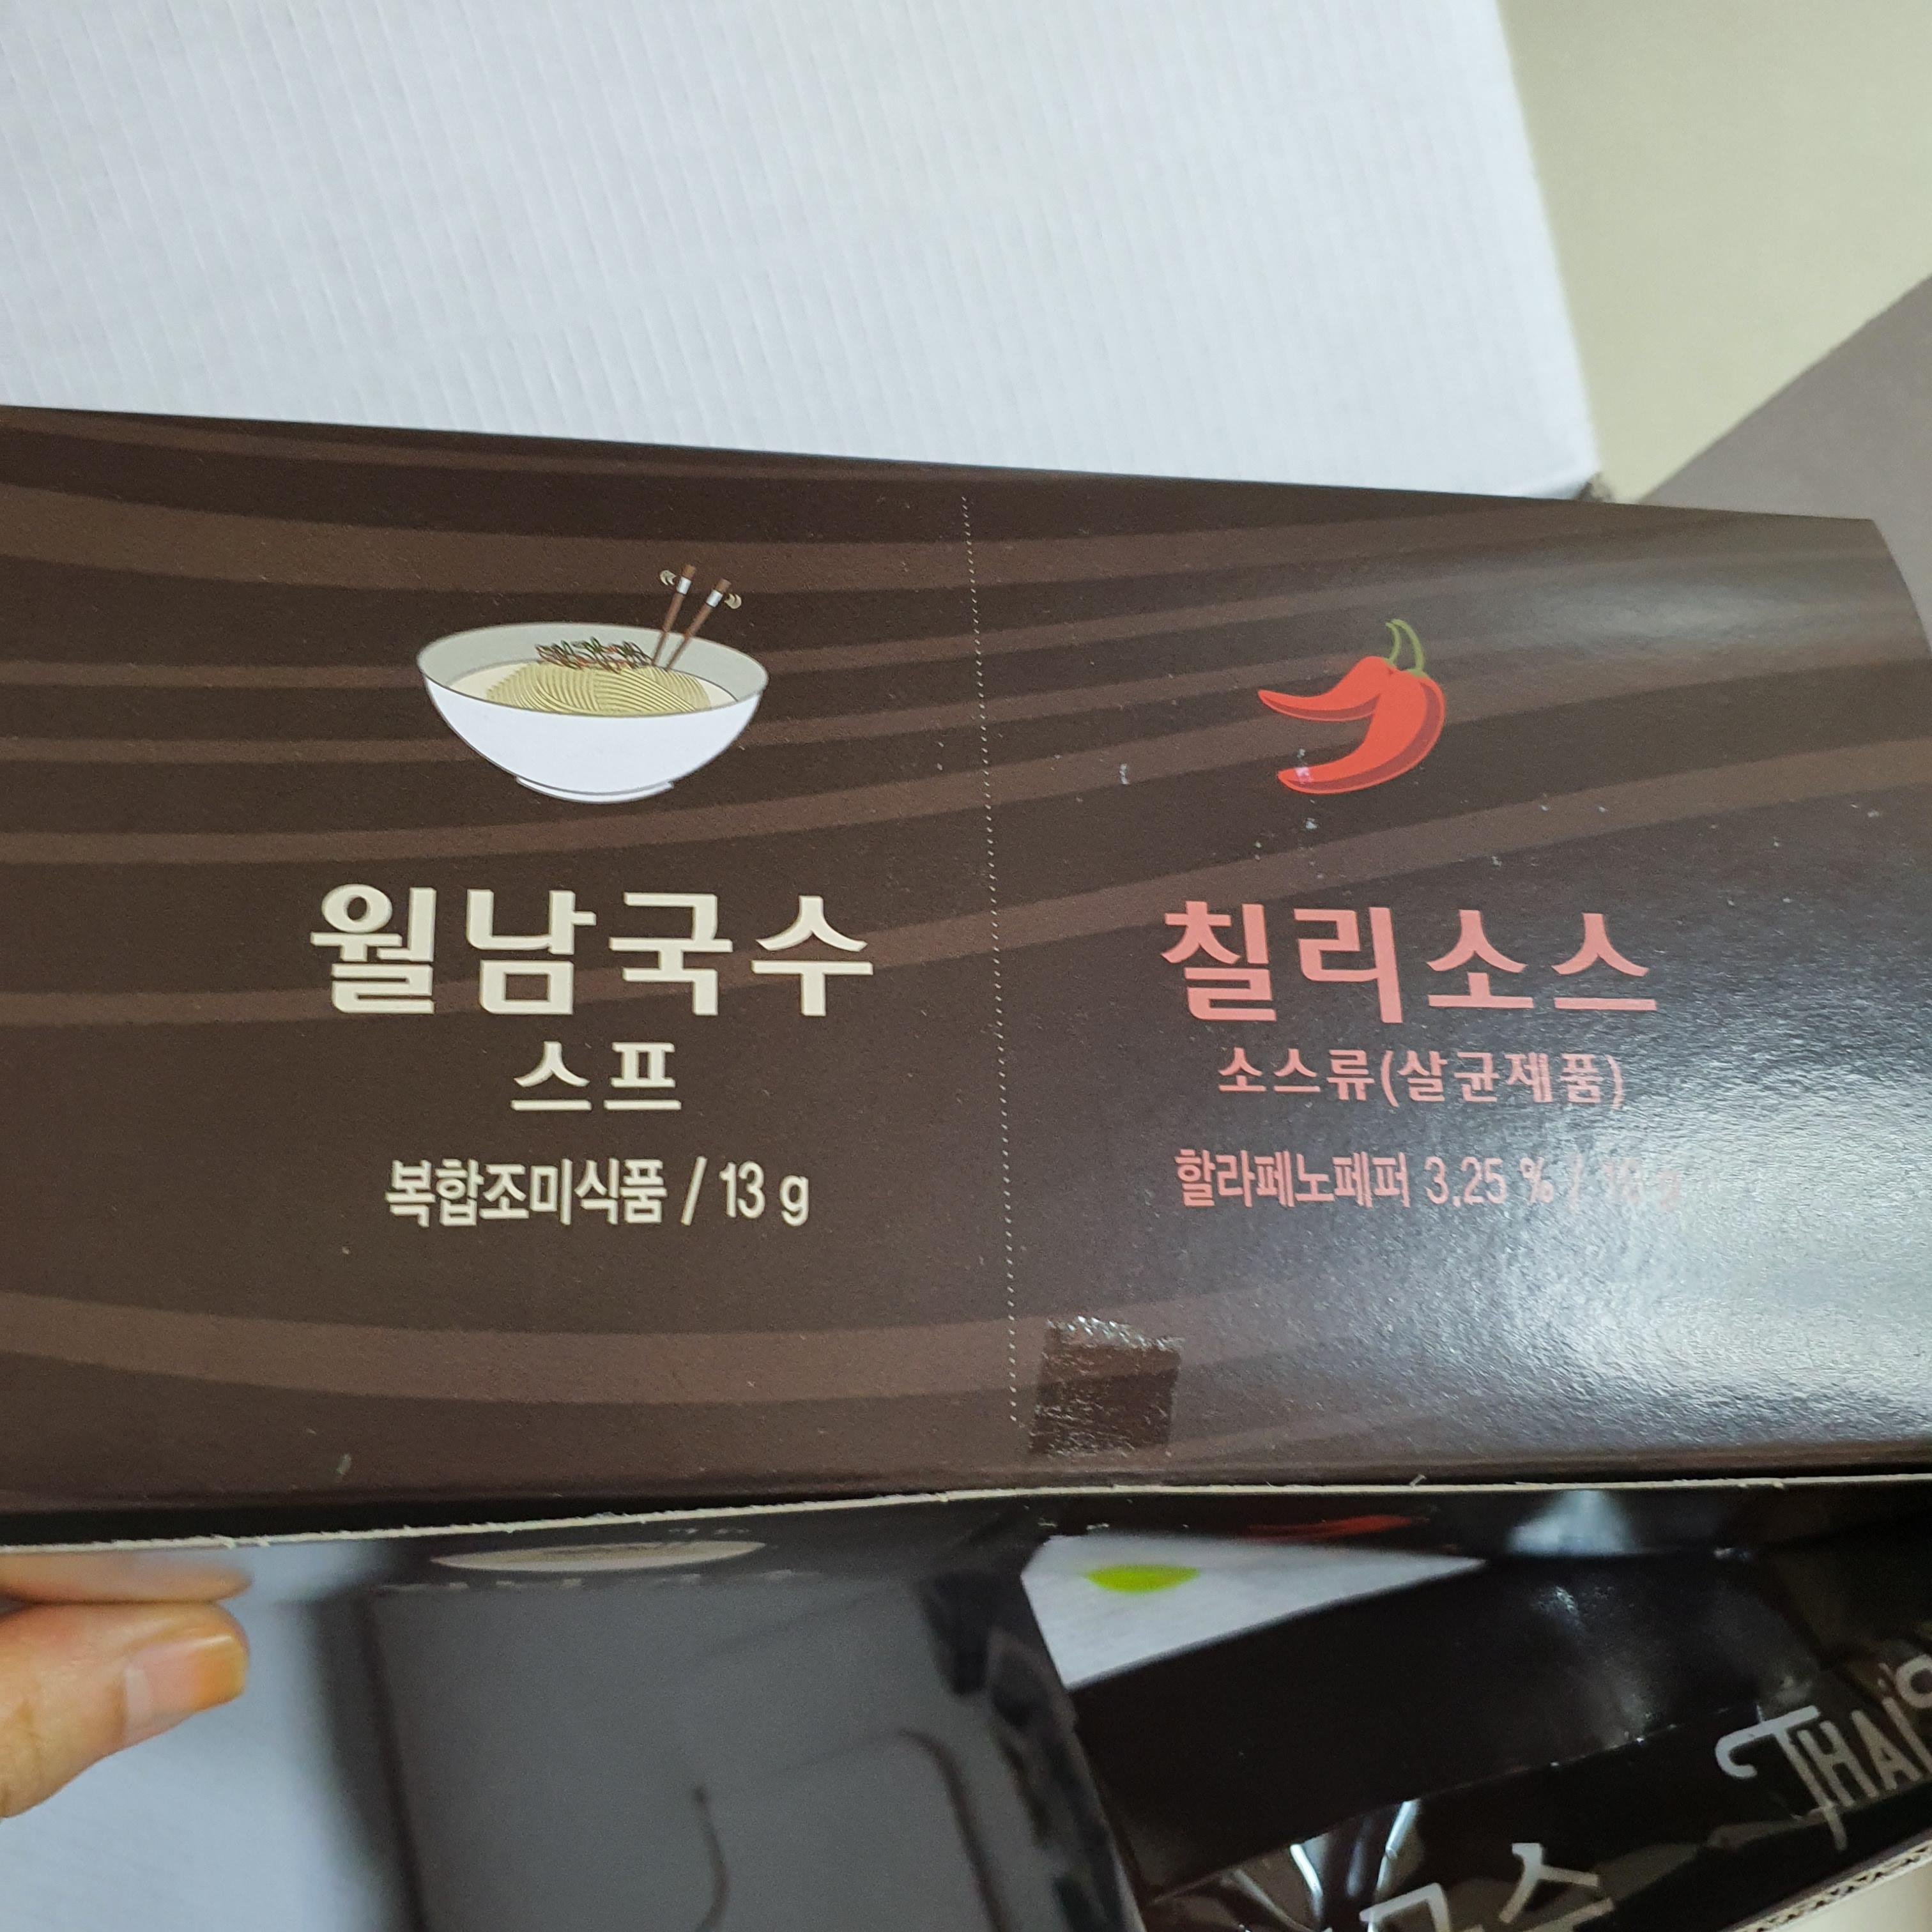 월남국수
스프
복합조미식품 / 13 g
칠리소스
소스류(살균제품)
할라페뇨페퍼 3.25 % /